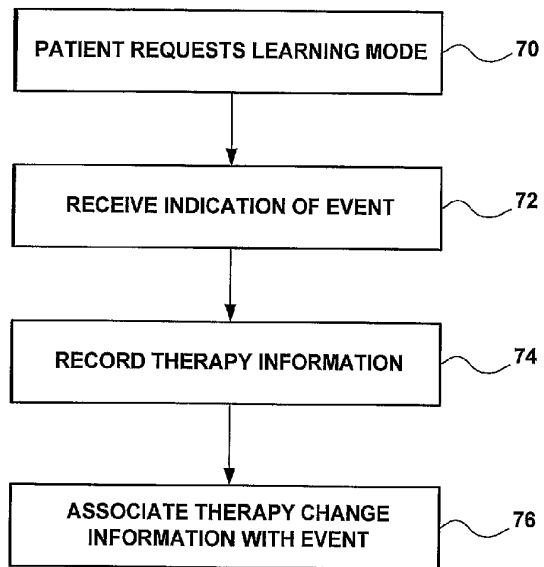 PATIENT REQUESTS LEARNING MODE
70
RECEIVE INDICATION OF EVENT
72
RECORD THERAPY INFORMATION
74
ASSOCIATE THERAPY CHANGE
INFORMATION WITH EVENT
76